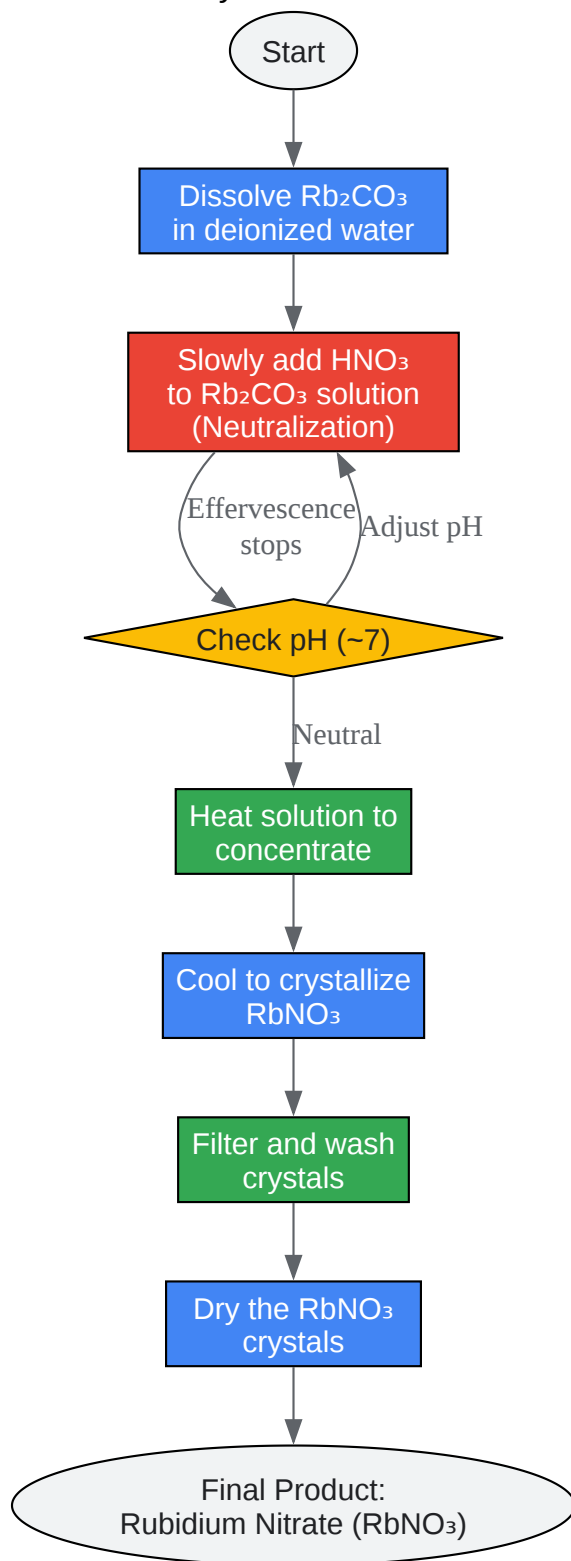 Start
Dissolve Rb₂CO₃
in deionized water
Slowly add HNO₃
to Rb₂CO₃ solution
(Neutralization)
Effervescence
stops
Adjust pH
Check pH (~7)
Neutral
Heat solution to
concentrate
Cool to crystallize
RbNO₃
Filter and wash
crystals
Dry the RbNO₃
crystals
Final Product:
Rubidium Nitrate (RbNO₃)